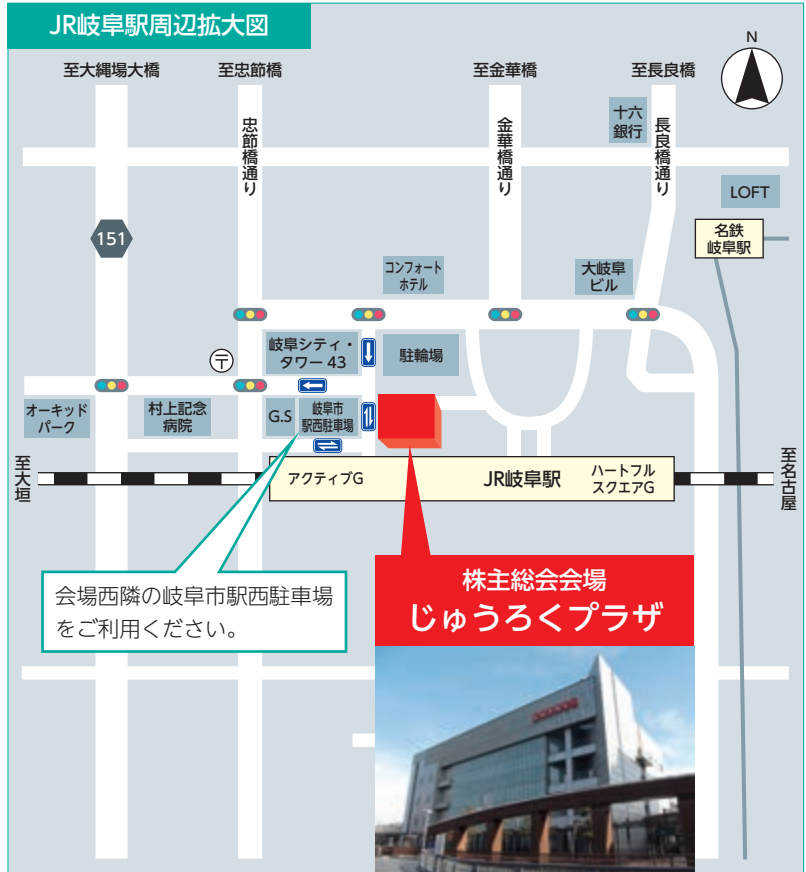 JR岐阜駅周辺拡大図
N
至大縄場大橋
至忠節橋
至金華橋
至長良橋
忠節橋通り
金華橋通り
十六
銀行
長良橋通り
LOFT
151
名鉄
岐阜駅
コンフォート
ホテル
大岐阜
ビル
岐阜シティ・
タワー 43
駐輪場
〒
オーキッド
パーク
村上記念
病院
G.S
岐阜市
駅西駐車場
至大垣
アクティブG
JR岐阜駅
ハートフル
スクエアG
至名古屋
会場西隣の岐阜市駅西駐車場
をご利用ください。
株主総会会場
じゅうろくプラザ